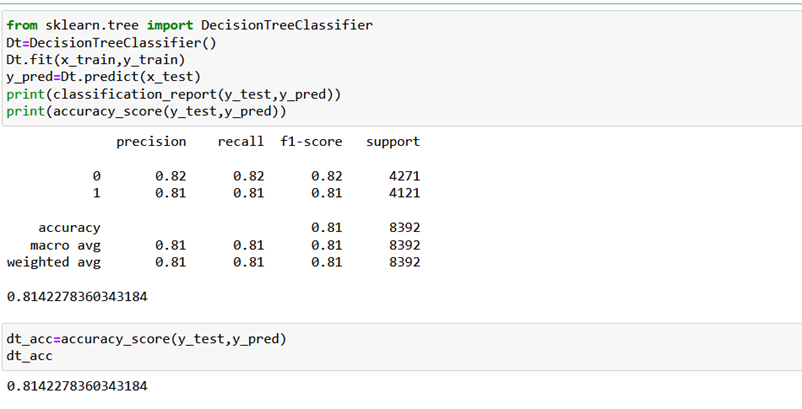 from sklearn.tree import DecisionTreeClassifier
Dt=DecisionTreeClassifier()
Dt.fit(x_train,y_train)
y_pred=Dt.predict(x_test)
print(classification_report(y_test,y_pred))
print(accuracy_score(y_test,y_pred))
precision recall f1-score support
0 0.82 0.82 0.82 4271
1 0.81 0.81 0.81 4121
accuracy 0.81 8392
macro avg 0.81 0.81 0.81 8392
weighted avg 0.81 0.81 0.81 8392
0.8142278360343184
dt_acc=accuracy_score(y_test,y_pred)
dt_acc
0.8142278360343184